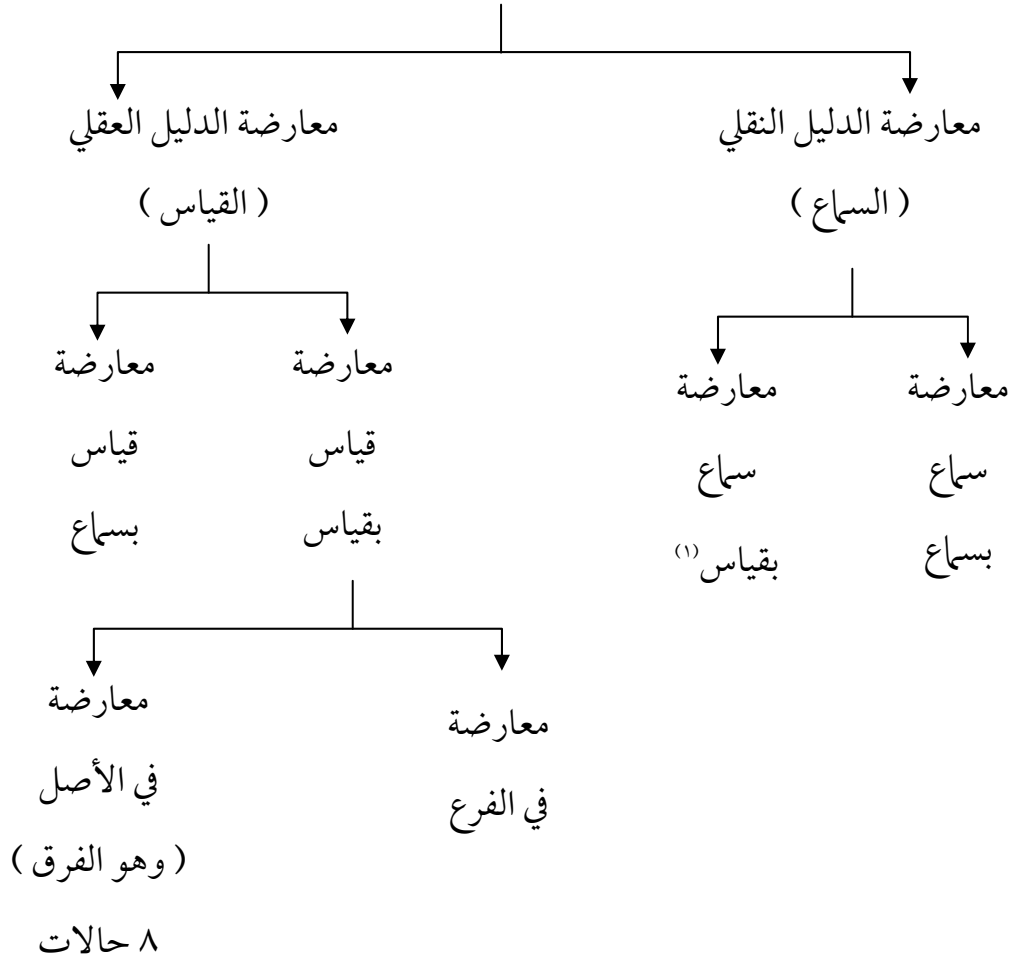 معارضة الدليل النقلي
( السماع )
معارضة الدليل العقلي
( القياس )
معارضة
سماع
بسماع
معارضة
سماع
بقياس(١)
معارضة
قياس
بقياس
معارضة
قياس
بسماع
معارضة
في الفرع
معارضة
في الأصل
( وهو الفرق )
٨ حالات